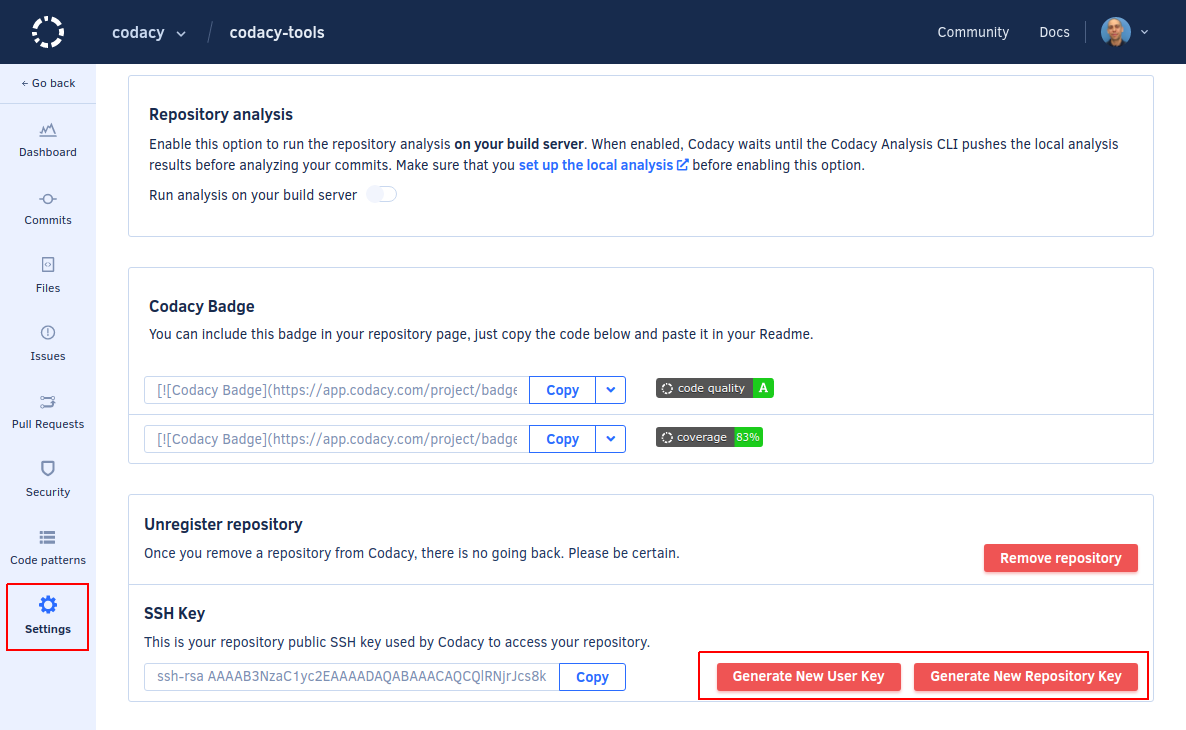 codacy
codacy-tools
Community
Docs
← Go back
Dashboard
Commits
Files
Issues
Pull Requests
Security
Code patterns
Settings
Repository analysis
Enable this option to run the repository analysis on your build server. When enabled, Codacy waits until the Codacy Analysis CLI pushes the local analysis
results before analyzing your commits. Make sure that you set up the local analysis before enabling this option.
Run analysis on your build server
Codacy Badge
You can include this badge in your repository page, just copy the code below and paste it in your Readme.
[![Codacy Badge](https://app.codacy.com/project/badge
Copy
code quality A
[![Codacy Badge](https://app.codacy.com/project/badge
Copy
coverage 83%
Unregister repository
Once you remove a repository from Codacy, there is no going back. Please be certain.
Remove repository
SSH Key
This is your repository public SSH key used by Codacy to access your repository.
ssh-rsa AAAAB3NzaC1yc2EAAAADAQABAAACAQCQlRNjrJcs8k
Copy
Generate New User Key
Generate New Repository Key